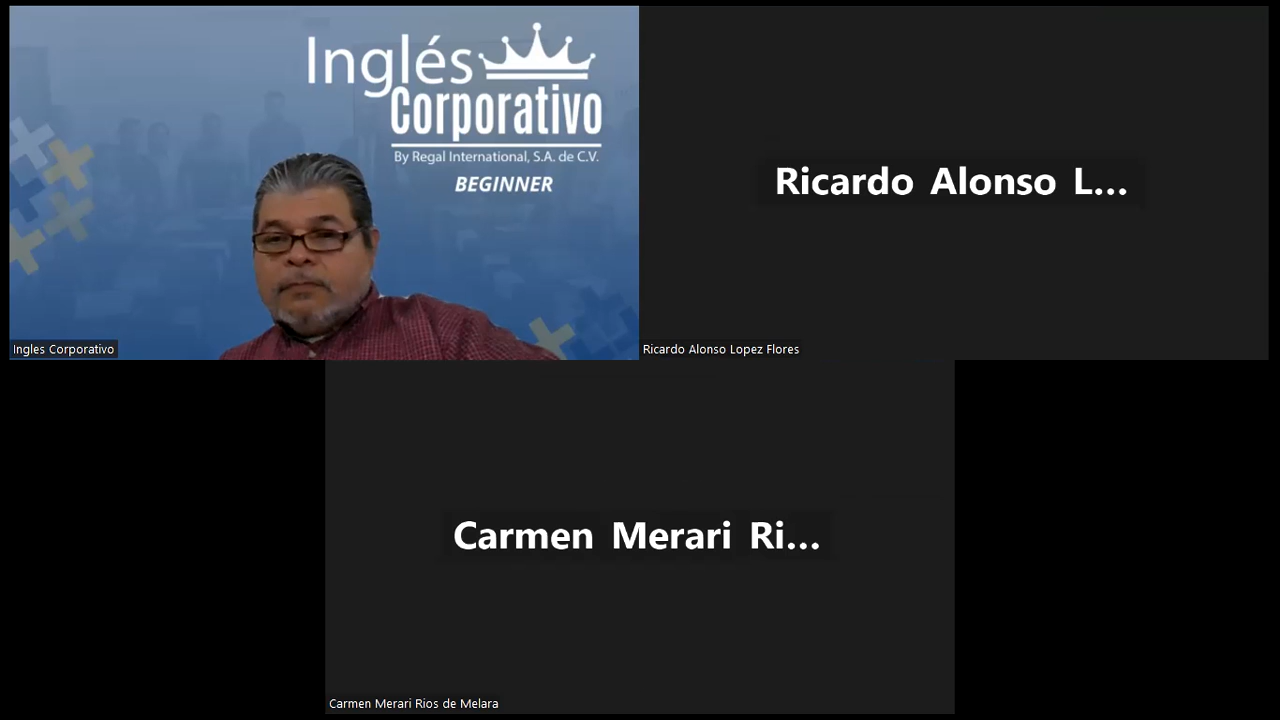 Inglés
Corporativo
By Regal International, S.A. de C.V.
BEGINNER
Ingles Corporativo
Ricardo Alonso L...
Ricardo Alonso Lopez Flores
Carmen Merari Ri...
Carmen Merari Rios de Melara